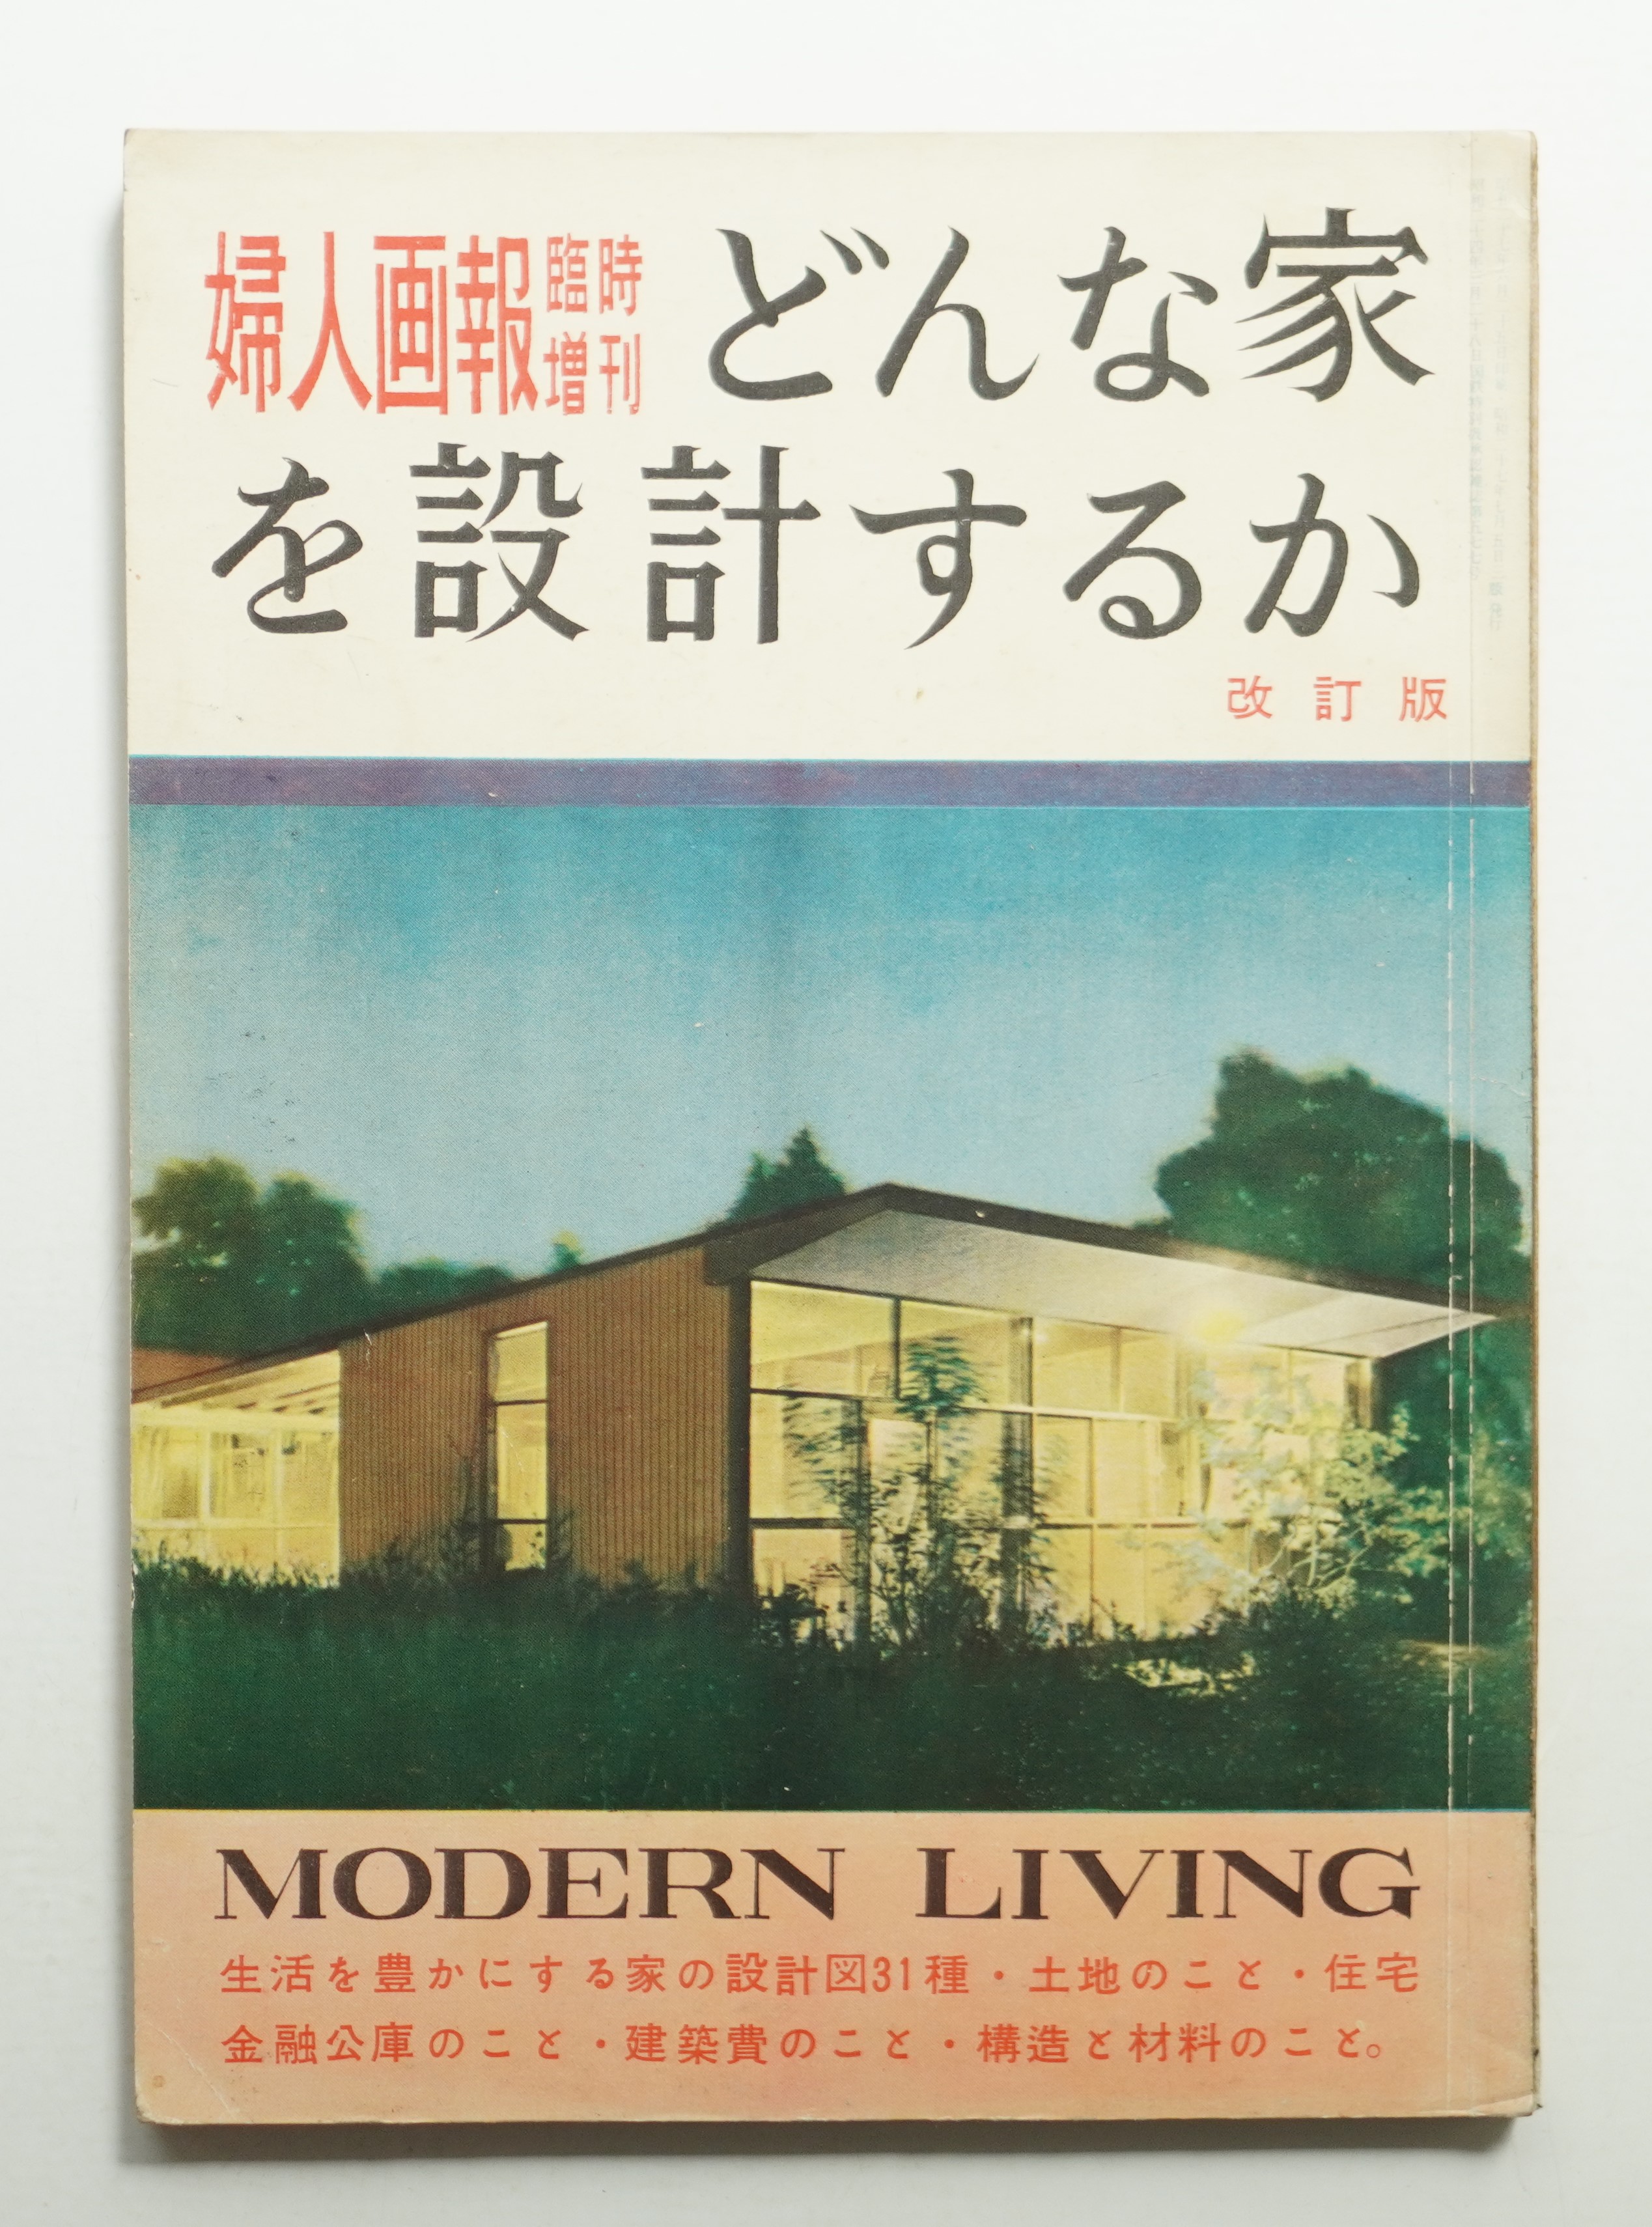 婦人画報 臨時増刊
どんな家
を設計するか
改訂版
MODERN LIVING
生活を豊かにする家の設計図31種・土地のこと・住宅
金融公庫のこと・建築費のこと・構造と材料のこと。